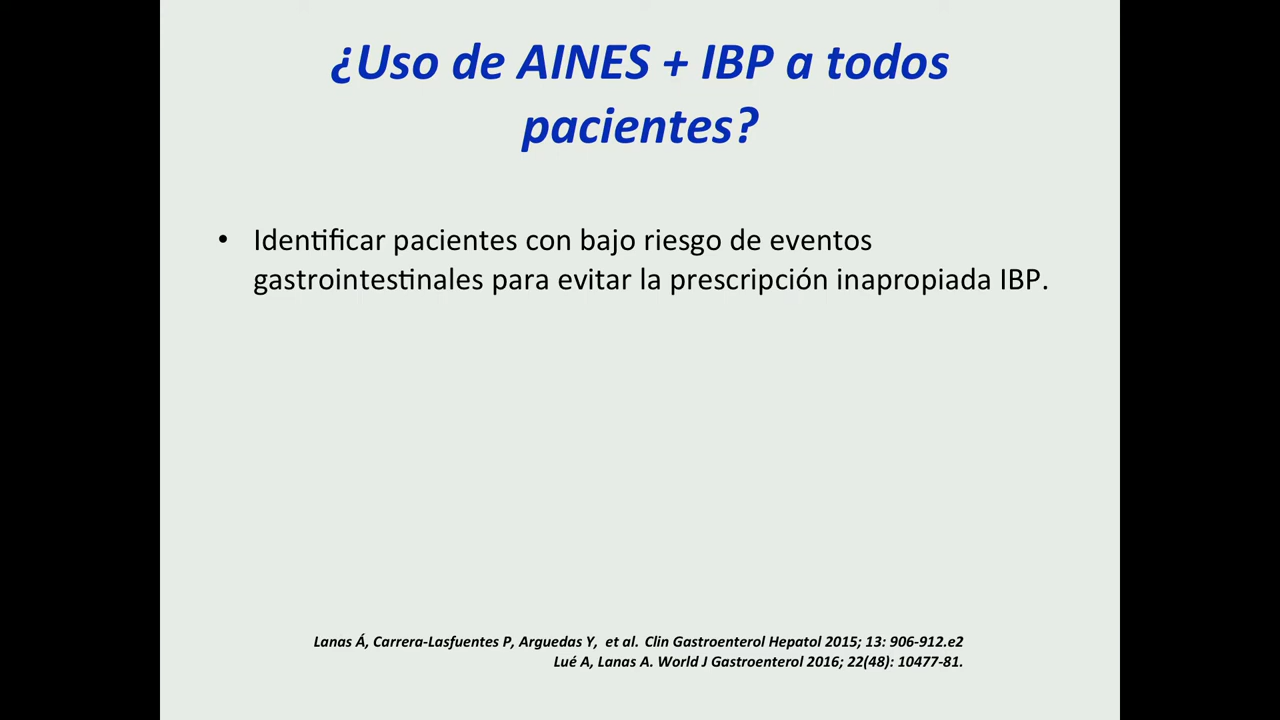 ¿Uso de AINES + IBP a todos
pacientes?
• Identificar pacientes con bajo riesgo de eventos
gastrointestinales para evitar la prescripción inapropiada IBP.
Lanas Á, Carrera-Lasfuentes P, Arguedas Y, et al. Clin Gastroenterol Hepatol 2015; 13: 906-912.e2
Lué A, Lanas A. World J Gastroenterol 2016; 22(48): 10477-81.